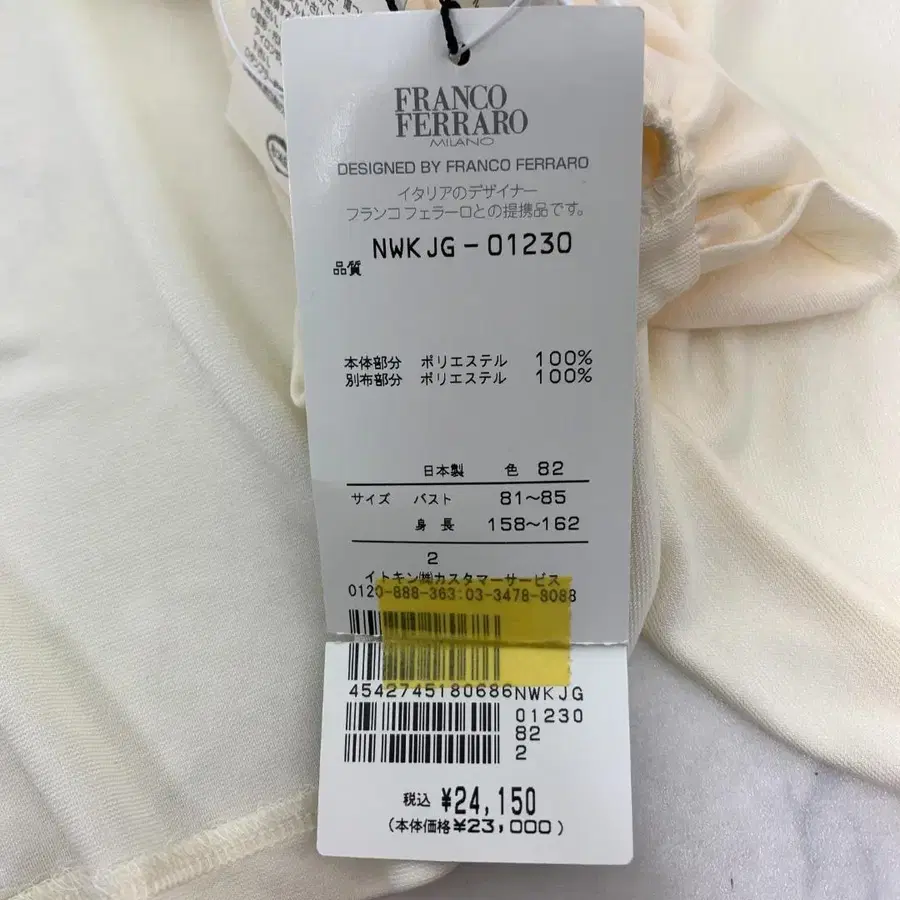 FRANCO
FERRARO
MILANO
DESIGNED BY FRANCO FERRARO
イタリアのデザイナー
フランコ フェラーロとの提携品です。
NWKJG-01230
品質
本体部分 ポリエステル 100%
別布部分 ポリエステル 100%
日本製 色 82
サイズ バスト 81~85
身長 158~162
2
イトキン㈱カスタマーサービス
0120-888-363:03-3478-8088
4542745180686NWKJG
01230
82
2
税込 ¥24,150
(本体価格¥23,000)